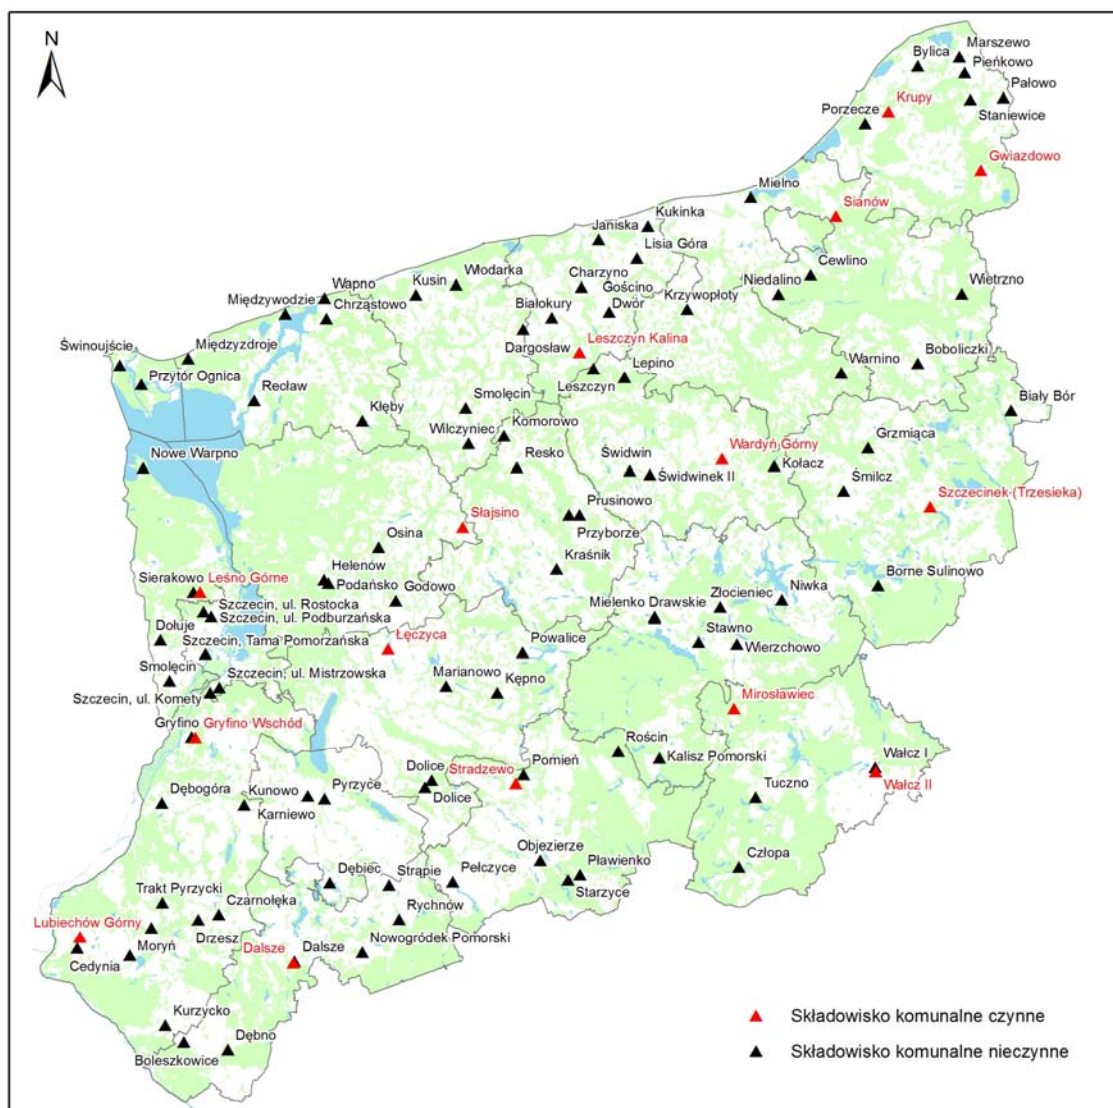 N
Marszewo
Bylica
Pieńkowo
Pałowo
Krupy
Porzecze
Staniewice
Gwiazdowo
Mielno
Sianów
Kukinka
Janiska
Lisia Góra
Cewlino
Włodarka
Kusin
Charzyno
Niedalino
Wietrzno
Wapno
Gościno
Międzywodzie
Chrząstowo
Białokury
Dwór
Krzywopłoty
Świnoujście
Międzyzdroje
Dargosław
Leszczyn Kalina
Warnino
Boboliczki
Przytór Ognica
Recław
Leszczyn
Lepino
Biały Bór
Smolęcin
Kłęby
Wilczyniec
Komorowo
Grzmiąca
Wardyń Górny
Nowe Warpno
Resko
Świdwin
Kołacz
Świdwinek II
Śmilcz
Szczecinek (Trzesieka)
Słajsino
Prusinowo
Przyborze
Osina
Kraśnik
Helenów
Sierakowo
Leśno Górne
Podańsko
Godowo
Borne Sulinowo
Złocieniec
Niwka
Szczecin, ul. Rostocka
Mielenko Drawskie
Szczecin, ul. Podburzańska
Dołuje
Szczecin, Tama Pomorzańska
Łęczyca
Powalice
Stawno
Wierzchowo
Smolęcin
Szczecin, ul. Mistrzowska
Marianowo
Kępno
Szczecin, ul. Komety
Mirosławiec
Gryfino
Gryfino Wschód
Rościn
Kalisz Pomorski
Wałcz I
Stradzewo
Pomień
Dolice
Dębogóra
Kunowo
Pyrzyce
Dolice
Tuczno
Wałcz II
Karniewo
Objezierze
Pławienko
Człopa
Dębiec
Strąpie
Pełczyce
Starzyce
Trakt Pyrzycki
Czarnołęka
Rychnów
Lubiechów Górny
Drzesz
Moryń
Dalsze
Dalsze
Nowogródek Pomorski
Cedynia
Kurzycko
Składowisko komunalne czynne
Dębno
Boleszkowice
Składowisko komunalne nieczynne